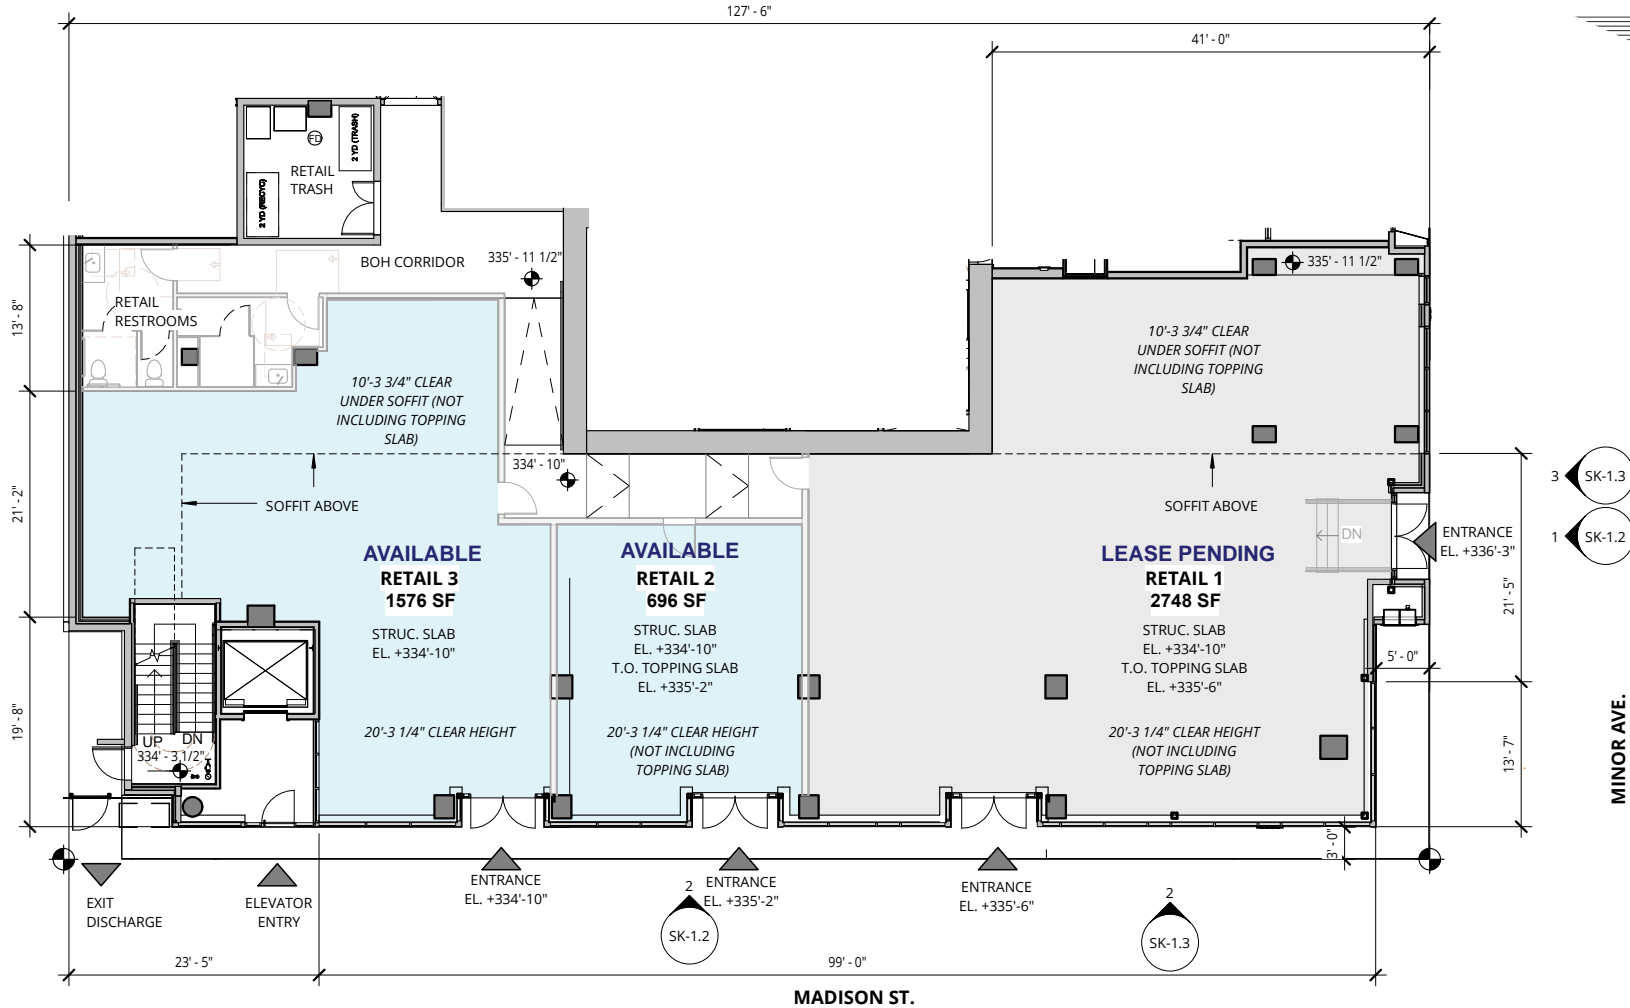 127' - 6"
41' - 0"
2 YD (TRASH)
FD
RETAIL
TRASH
2 YD (RECYC)
BOH CORRIDOR
335' - 11 1/2"
335' - 11 1/2"
RETAIL
RESTROOMS
13' - 8"
10'-3 3/4" CLEAR
UNDER SOFFIT (NOT
INCLUDING TOPPING
SLAB)
10'-3 3/4" CLEAR
UNDER SOFFIT (NOT
INCLUDING TOPPING
SLAB)
334' - 10"
21' - 2"
SOFFIT ABOVE
SOFFIT ABOVE
3
SK-1.3
1
SK-1.2
DN
ENTRANCE
EL. +336'-3"
AVAILABLE
RETAIL 3
1576 SF
STRUC. SLAB
EL. +334'-10"
20'-3 1/4" CLEAR HEIGHT
AVAILABLE
RETAIL 2
696 SF
STRUC. SLAB
EL. +334'-10"
T.O. TOPPING SLAB
EL. +335'-2"
20'-3 1/4" CLEAR HEIGHT
(NOT INCLUDING
TOPPING SLAB)
LEASE PENDING
RETAIL 1
2748 SF
STRUC. SLAB
EL. +334'-10"
T.O. TOPPING SLAB
EL. +335'-6"
20'-3 1/4" CLEAR HEIGHT
(NOT INCLUDING
TOPPING SLAB)
21' - 5"
5' - 0"
19' - 8"
UP
DN
334' - 3 1/2"
13' - 7"
MINOR AVE.
3' - 0"
EXIT
DISCHARGE
ELEVATOR
ENTRY
ENTRANCE
EL. +334'-10"
2
SK-1.2
ENTRANCE
EL. +335'-2"
ENTRANCE
EL. +335'-6"
2
SK-1.3
23' - 5"
99' - 0"
MADISON ST.